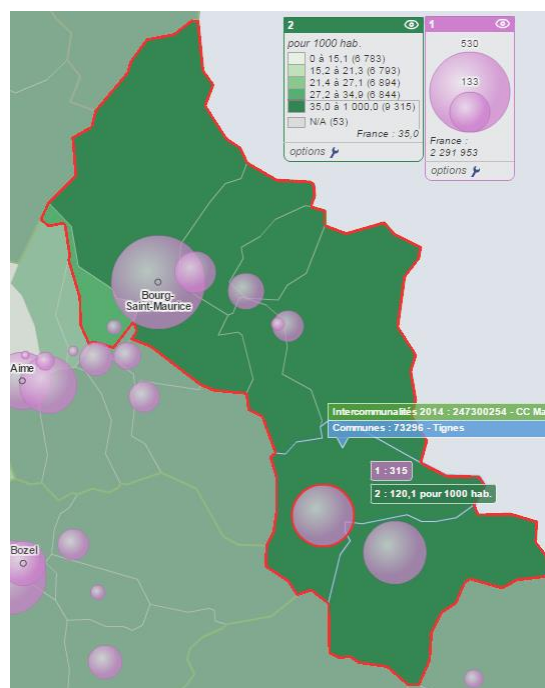 2
pour 1000 hab.
0 à 15,1 (6 783)
15,2 à 21,3 (6 793)
21,4 à 27,1 (6 894)
27,2 à 34,9 (6 844)
35,0 à 1 000,0 (9 315)
N/A (53)
France : 35,0
options
1
530
133
France :
2 291 953
options
Bourg-
Saint-Maurice
Aime
Intercommunalités 2014 : 247300254 - CC Ma
Communes : 73296 - Tignes
1 : 315
2 : 120,1 pour 1000 hab.
Bozel